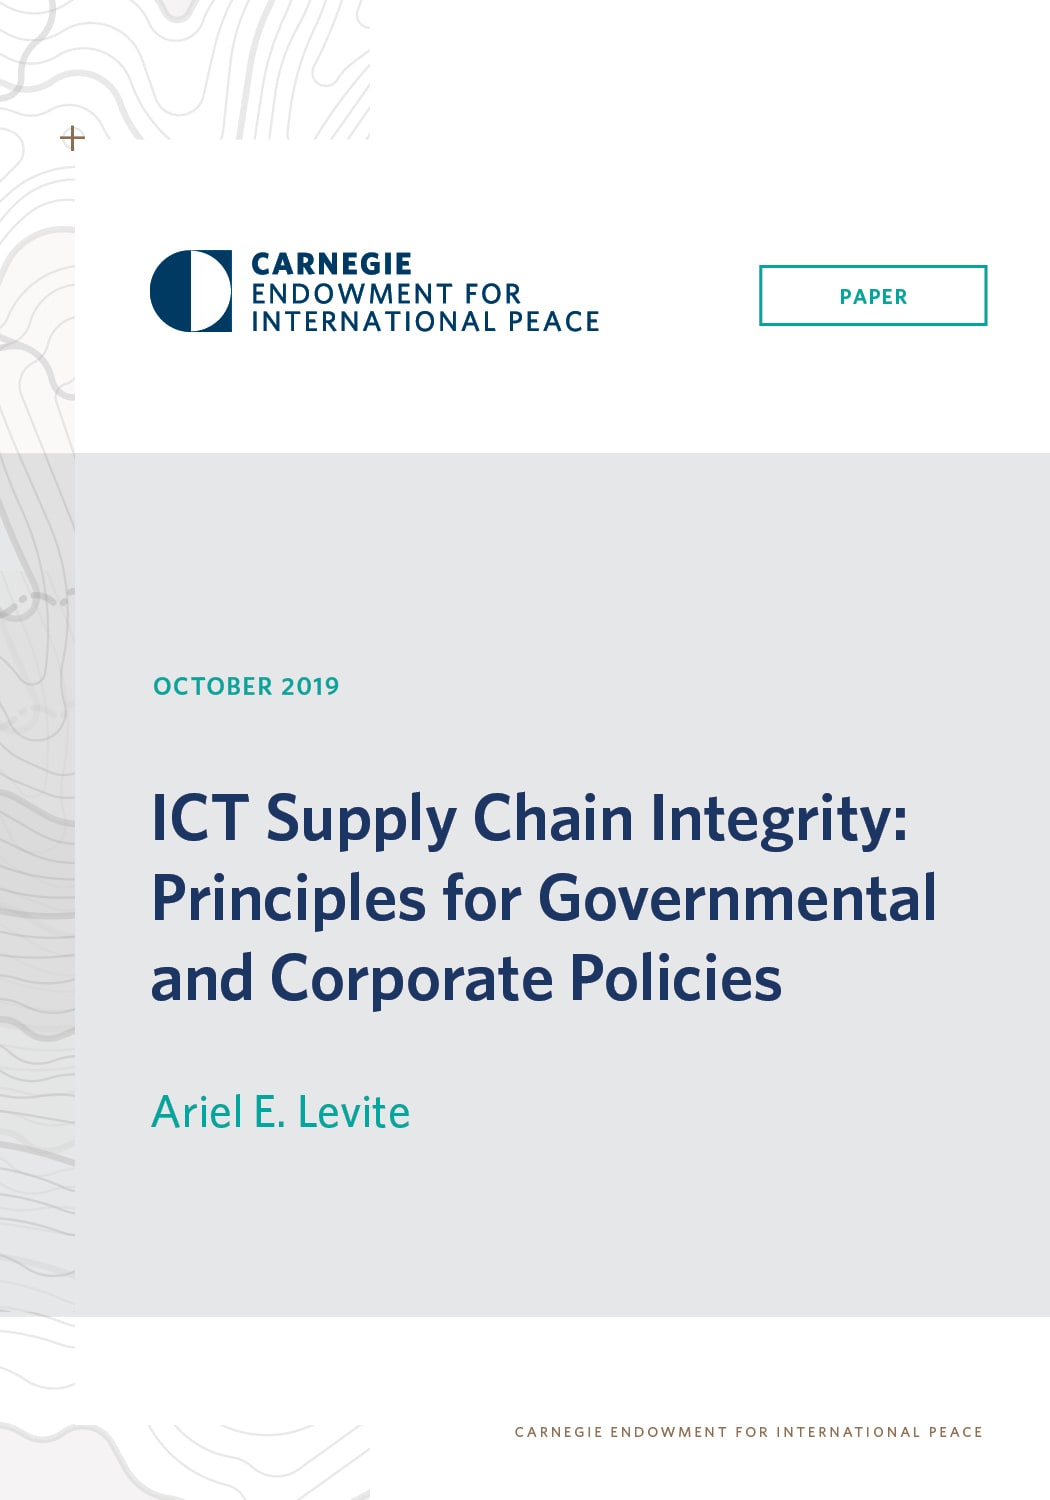 CARNEGIE
ENDOWMENT FOR
INTERNATIONAL PEACE
PAPER
OCTOBER 2019
ICT Supply Chain Integrity:
Principles for Governmental
and Corporate Policies
Ariel E. Levite
CARNEGIE ENDOWMENT FOR INTERNATIONAL PEACE